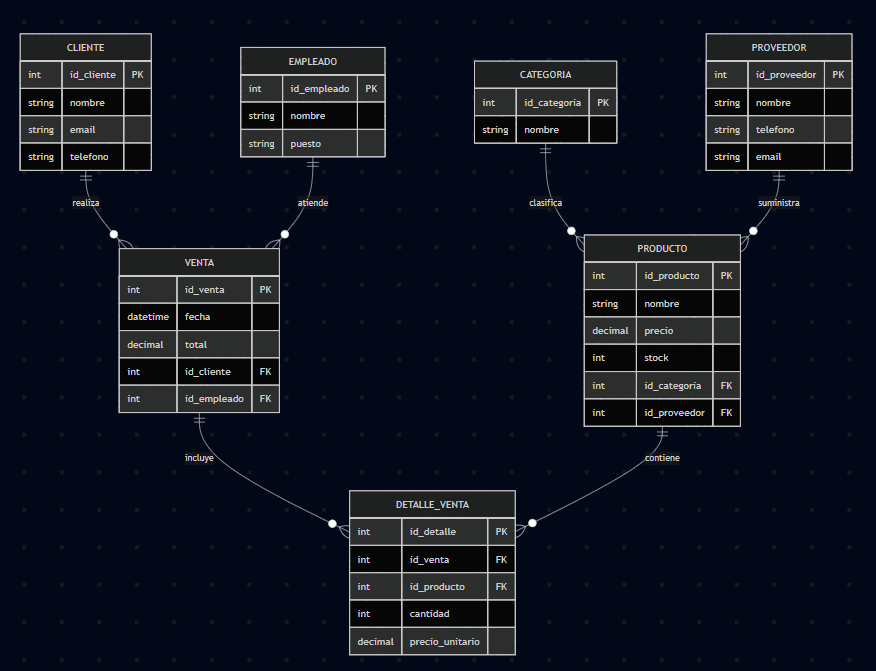 CLIENTE
int id_cliente PK
string nombre
string email
string telefono
EMPLEADO
int id_empleado PK
string nombre
string puesto
CATEGORIA
int id_categoria PK
string nombre
PROVEEDOR
int id_proveedor PK
string nombre
string telefono
string email
realiza
atiende
clasifica
suministra
VENTA
int id_venta PK
datetime fecha
decimal total
int id_cliente FK
int id_empleado FK
PRODUCTO
int id_producto PK
string nombre
decimal precio
int stock
int id_categoria FK
int id_proveedor FK
incluye
contiene
DETALLE_VENTA
int id_detalle PK
int id_venta FK
int id_producto FK
int cantidad
decimal precio_unitario